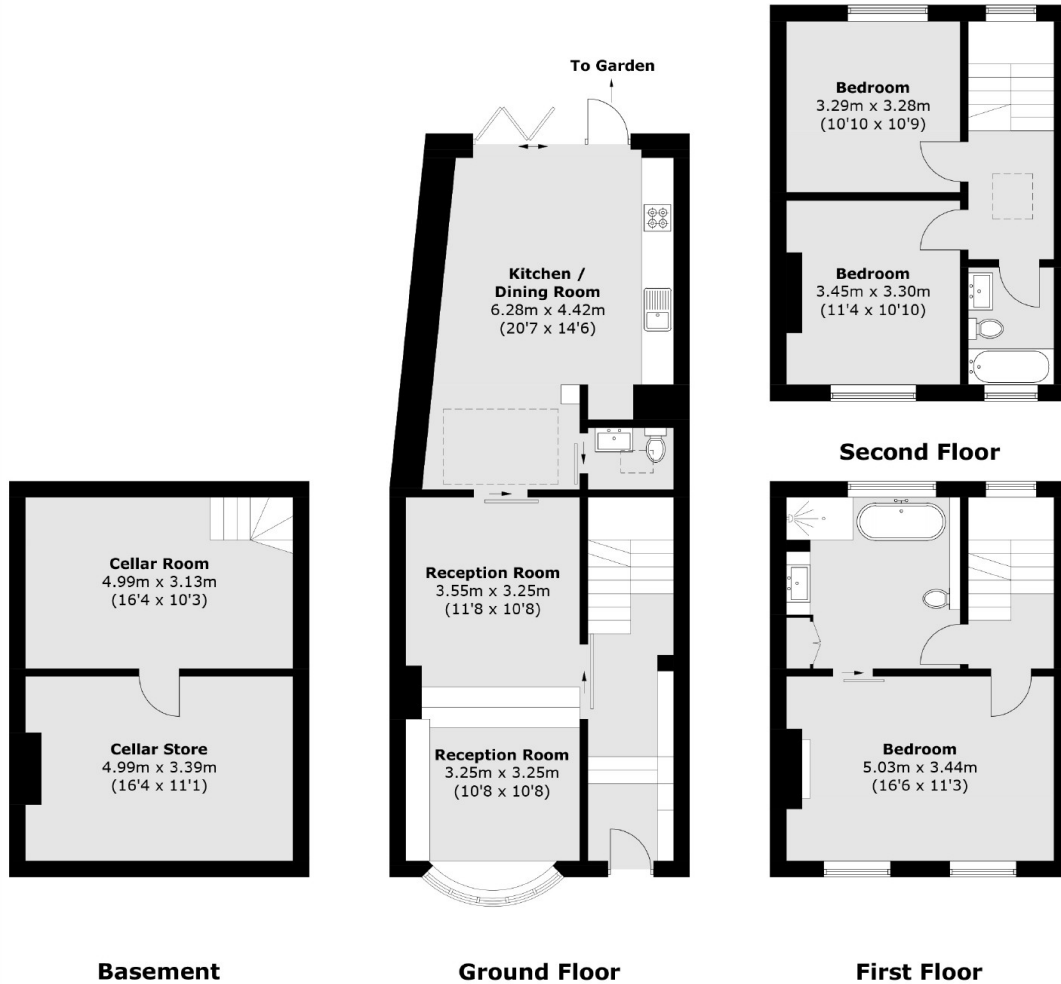 To Garden
Kitchen /
Dining Room
6.28m x 4.42m
(20'7 x 14'6)
Reception Room
3.55m x 3.25m
(11'8 x 10'8)
Reception Room
3.25m x 3.25m
(10'8 x 10'8)
Ground Floor
Cellar Room
4.99m x 3.13m
(16'4 x 10'3)
Cellar Store
4.99m x 3.39m
(16'4 x 11'1)
Basement
Bedroom
3.29m x 3.28m
(10'10 x 10'9)
Bedroom
3.45m x 3.30m
(11'4 x 10'10)
Second Floor
Bedroom
5.03m x 3.44m
(16'6 x 11'3)
First Floor